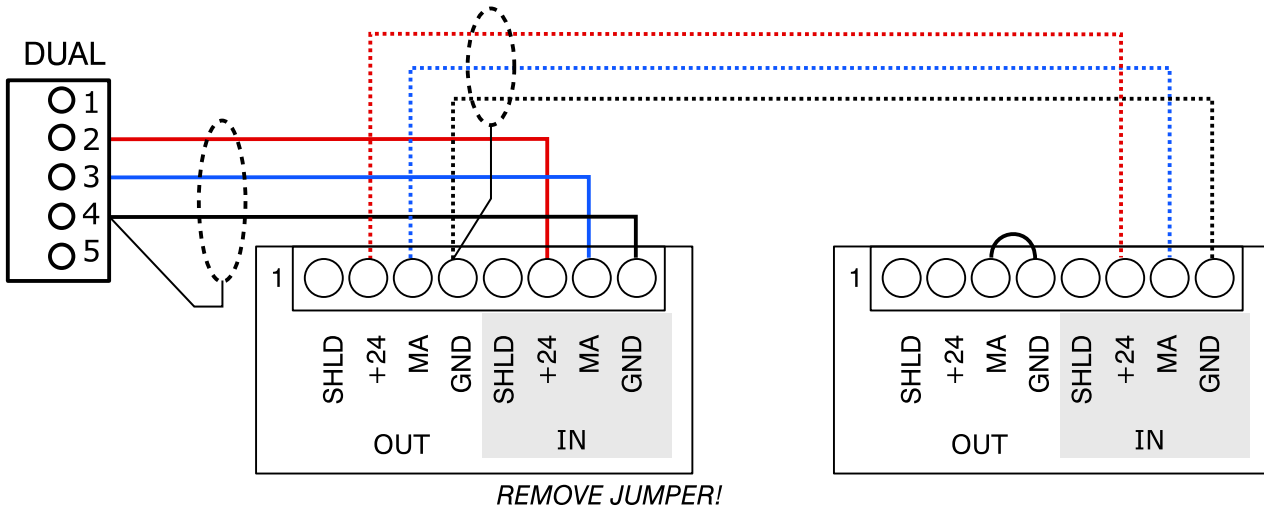 DUAL
1
2
3
4
5
1
SHLD +24 MA GND SHLD +24 MA GND
OUT IN
1
SHLD +24 MA GND SHLD +24 MA GND
OUT IN
REMOVE JUMPER!